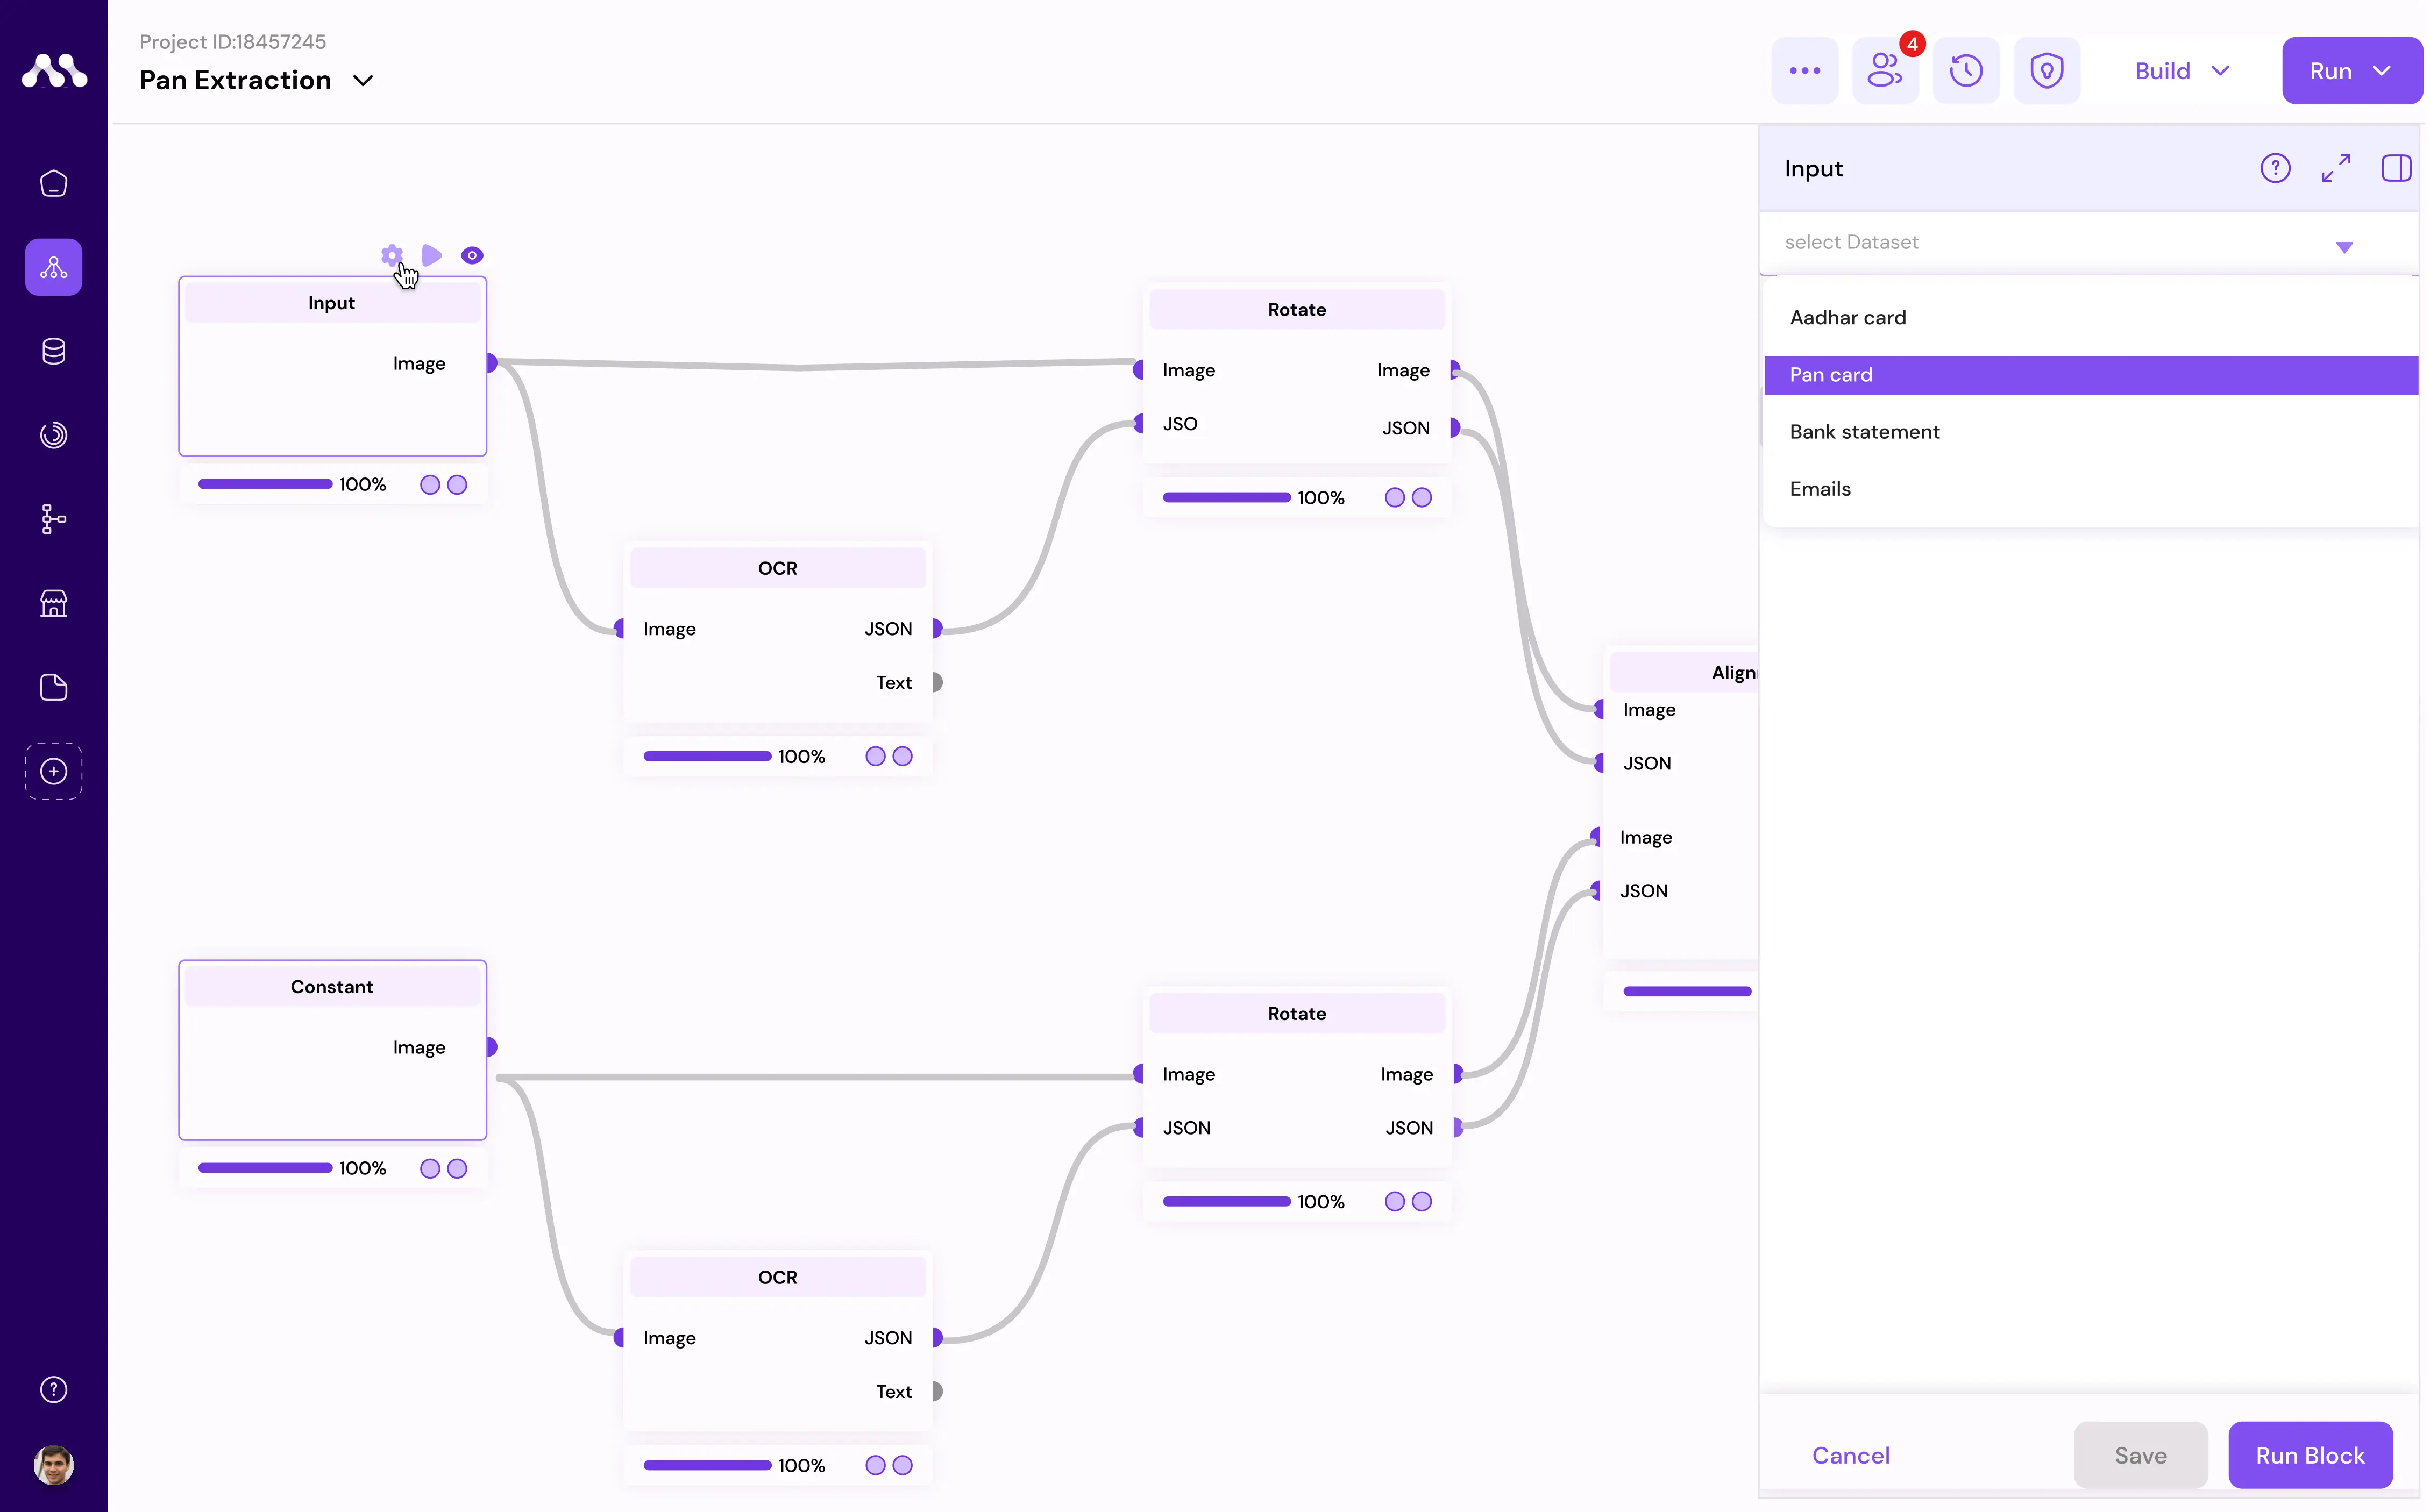 Project ID:18457245
Pan Extraction
4
Build
Run
Input
select Dataset
Aadhar card
Pan card
Bank statement
Emails
Input
Image
100%
Rotate
Image Image
JSO JSON
100%
OCR
Image JSON
Text
100%
Image
JSON
Image
JSON
Constant
Image
100%
Rotate
Image Image
JSON JSON
100%
OCR
Image JSON
Text
100%
Cancel
Save
Run Block